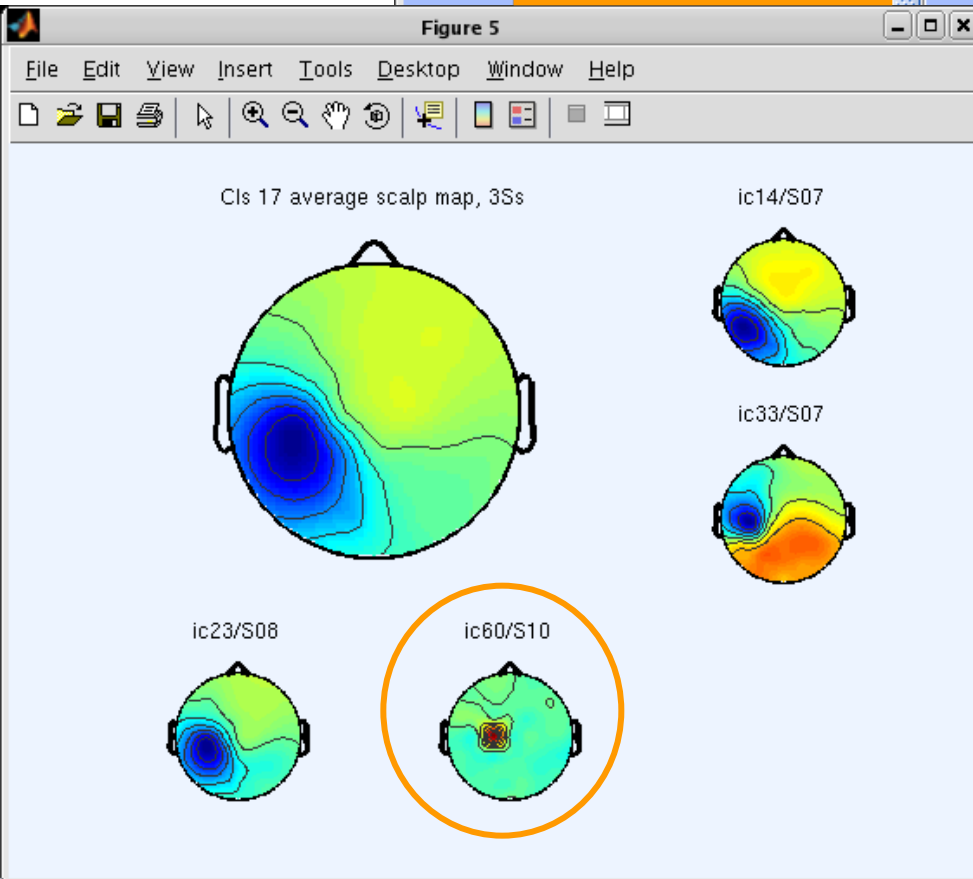 Figure 5
File Edit View Insert Tools Desktop Window Help
Cls 17 average scalp map, 3Ss
ic14/S07
ic33/S07
ic23/S08
ic60/S10